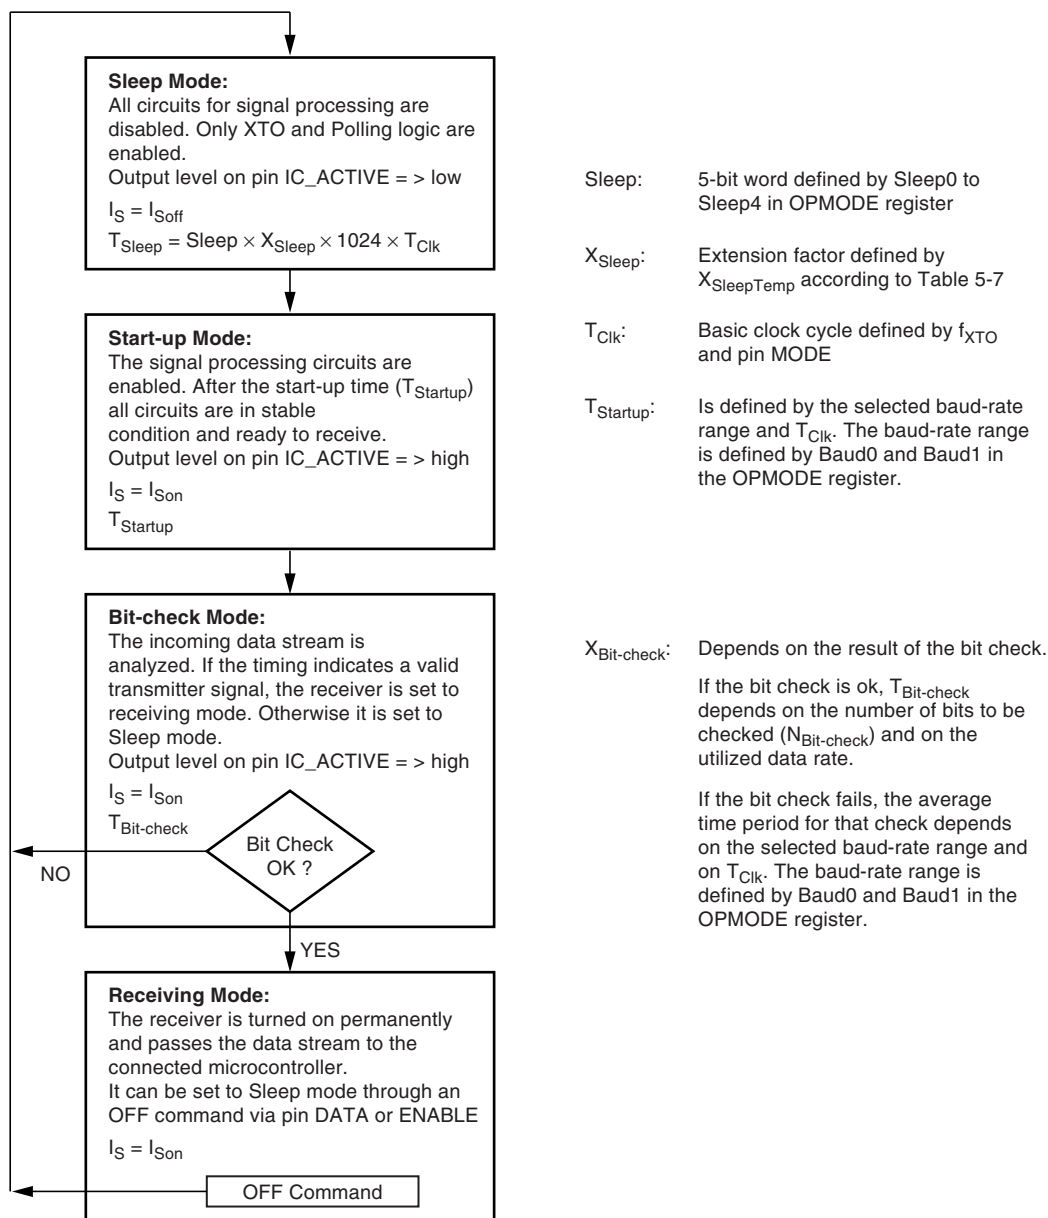 Sleep Mode:
All circuits for signal processing are
disabled. Only XTO and Polling logic are
enabled.
Output level on pin IC_ACTIVE = > low
IS = ISoff
TSleep = Sleep × XSleep × 1024 × TClk
Start-up Mode:
The signal processing circuits are
enabled. After the start-up time (TStartup)
all circuits are in stable
condition and ready to receive.
Output level on pin IC_ACTIVE = > high
IS = ISon
TStartup
Bit-check Mode:
The incoming data stream is
analyzed. If the timing indicates a valid
transmitter signal, the receiver is set to
receiving mode. Otherwise it is set to
Sleep mode.
Output level on pin IC_ACTIVE = > high
IS = ISon
TBit-check
Bit Check
OK ?
NO
YES
Receiving Mode:
The receiver is turned on permanently
and passes the data stream to the
connected microcontroller.
It can be set to Sleep mode through an
OFF command via pin DATA or ENABLE
IS = ISon
OFF Command
Sleep: 5-bit word defined by Sleep0 to
Sleep4 in OPMODE register
XSleep: Extension factor defined by
XSleepTemp according to Table 5-7
TClk: Basic clock cycle defined by fXTO
and pin MODE
TStartup: Is defined by the selected baud-rate
range and TClk. The baud-rate range
is defined by Baud0 and Baud1 in
the OPMODE register.
XBit-check: Depends on the result of the bit check.
If the bit check is ok, TBit-check
depends on the number of bits to be
checked (NBit-check) and on the
utilized data rate.
If the bit check fails, the average
time period for that check depends
on the selected baud-rate range and
on TClk. The baud-rate range is
defined by Baud0 and Baud1 in the
OPMODE register.